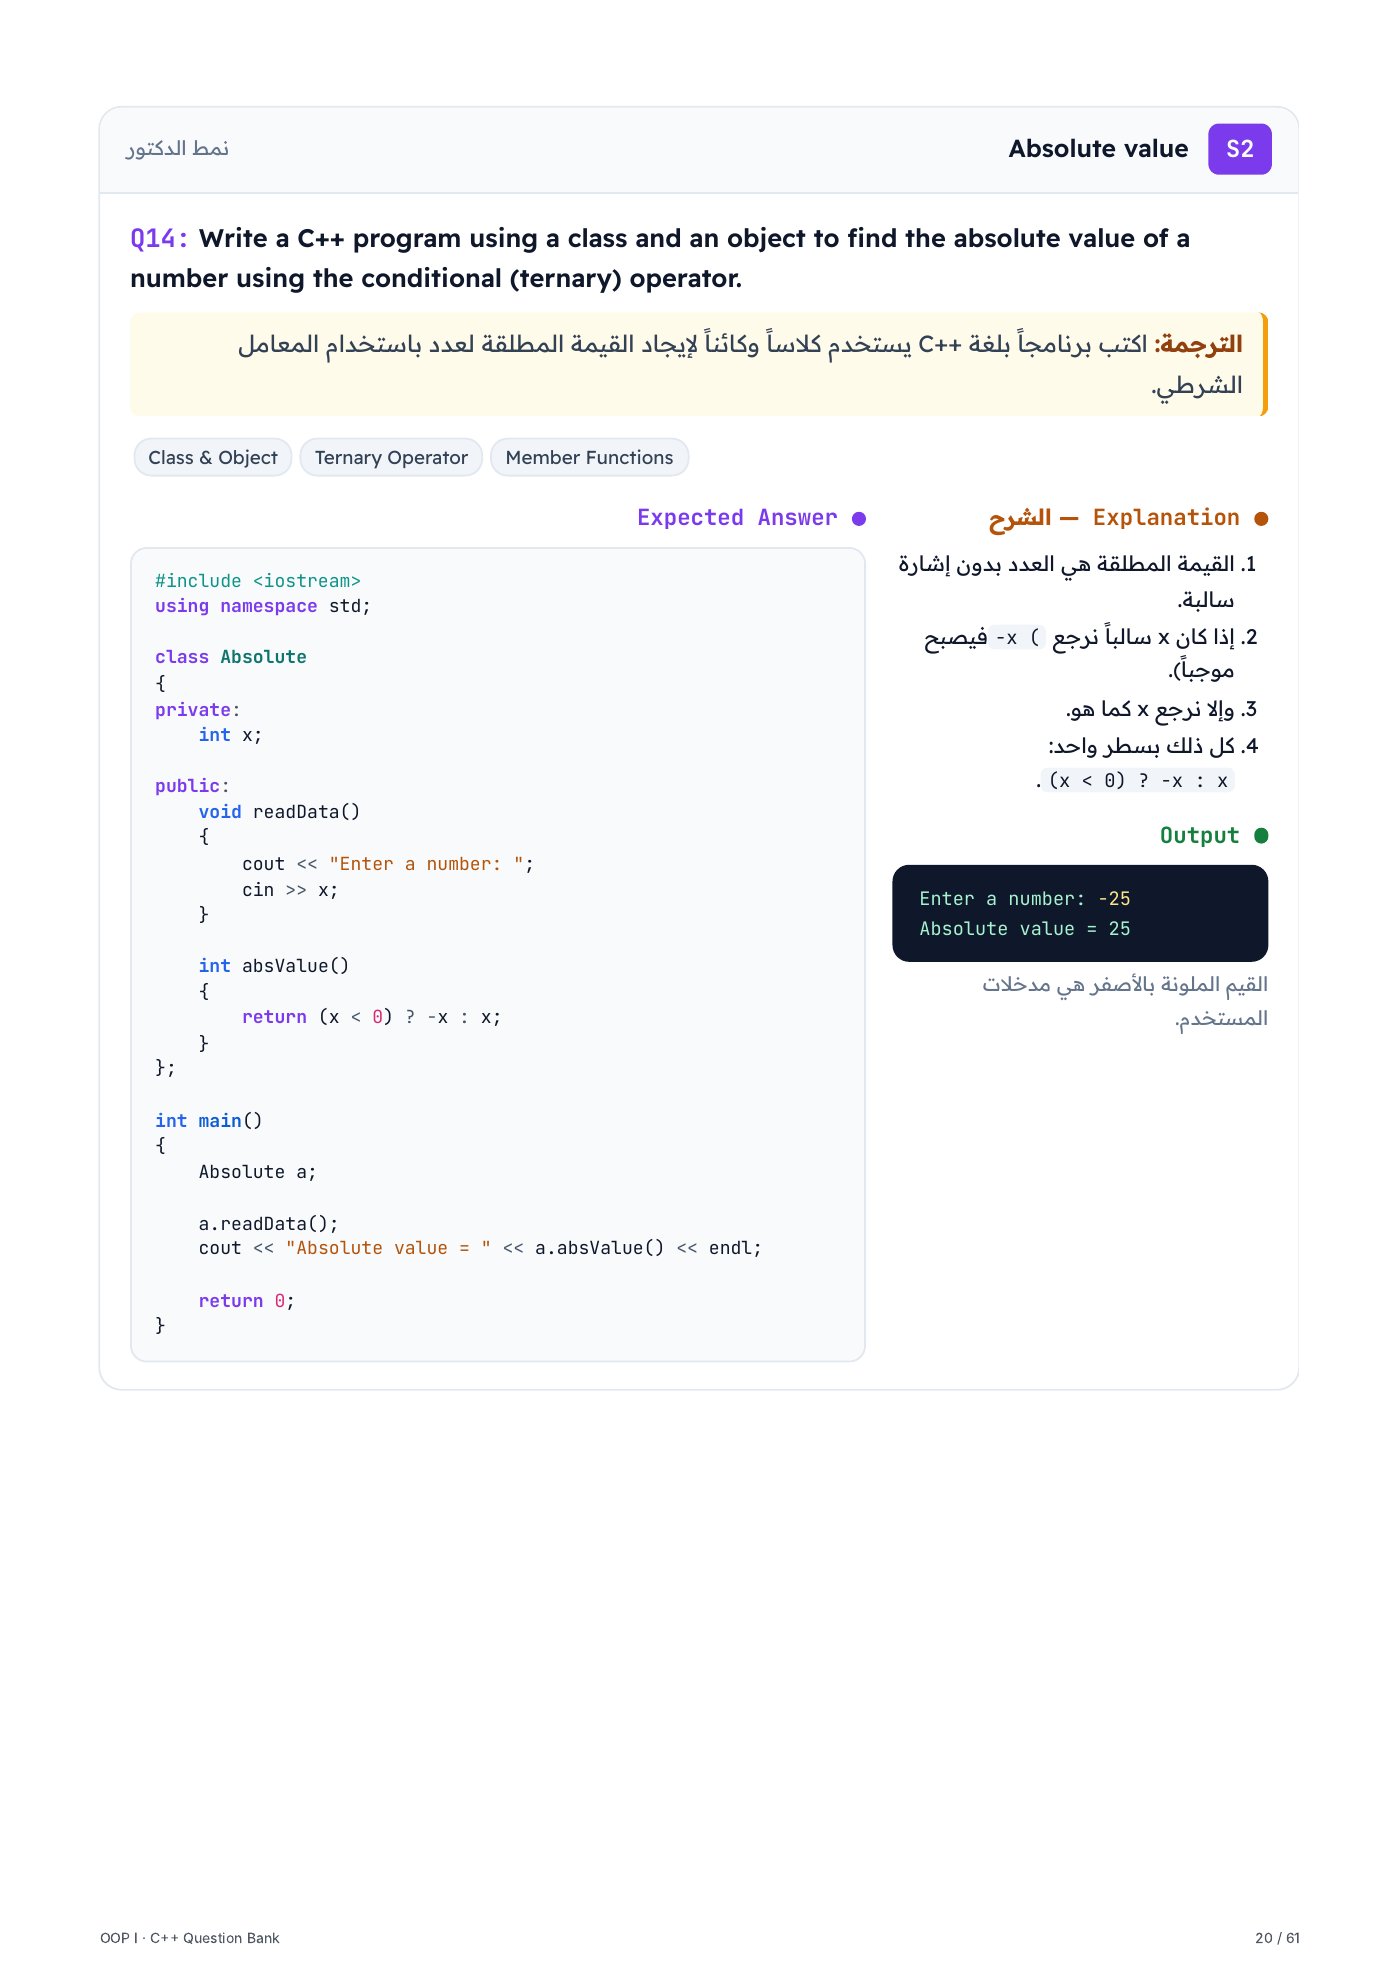 S2 Absolute value
نمط الدكتور
Q14: Write a C++ program using a class and an object to find the absolute value of a
number using the conditional (ternary) operator.
الترجمة: اكتب برنامجاً بلغة C++ يستخدم كلاساً وكائناً لإيجاد القيمة المطلقة لعدد باستخدام المعامل
الشرطي.
Class & Object
Ternary Operator
Member Functions
Explanation — الشرح
1. القيمة المطلقة هي العدد بدون إشارة
سالبة.
2. إذا كان x سالباً نرجع -x (فيصبح
موجباً).
3. وإلا نرجع x كما هو.
4. كل ذلك بسطر واحد:
(x < 0) ? -x : x.
Output
Enter a number: -25
Absolute value = 25
القيم الملونة بالأصفر هي مدخلات
المستخدم.
Expected Answer
#include <iostream>
using namespace std;
class Absolute
{
private:
    int x;
public:
    void readData()
    {
        cout << "Enter a number: ";
        cin >> x;
    }
    int absValue()
    {
        return (x < 0) ? -x : x;
    }
};
int main()
{
    Absolute a;
    a.readData();
    cout << "Absolute value = " << a.absValue() << endl;
    return 0;
}
OOP I · C++ Question Bank
20 / 61